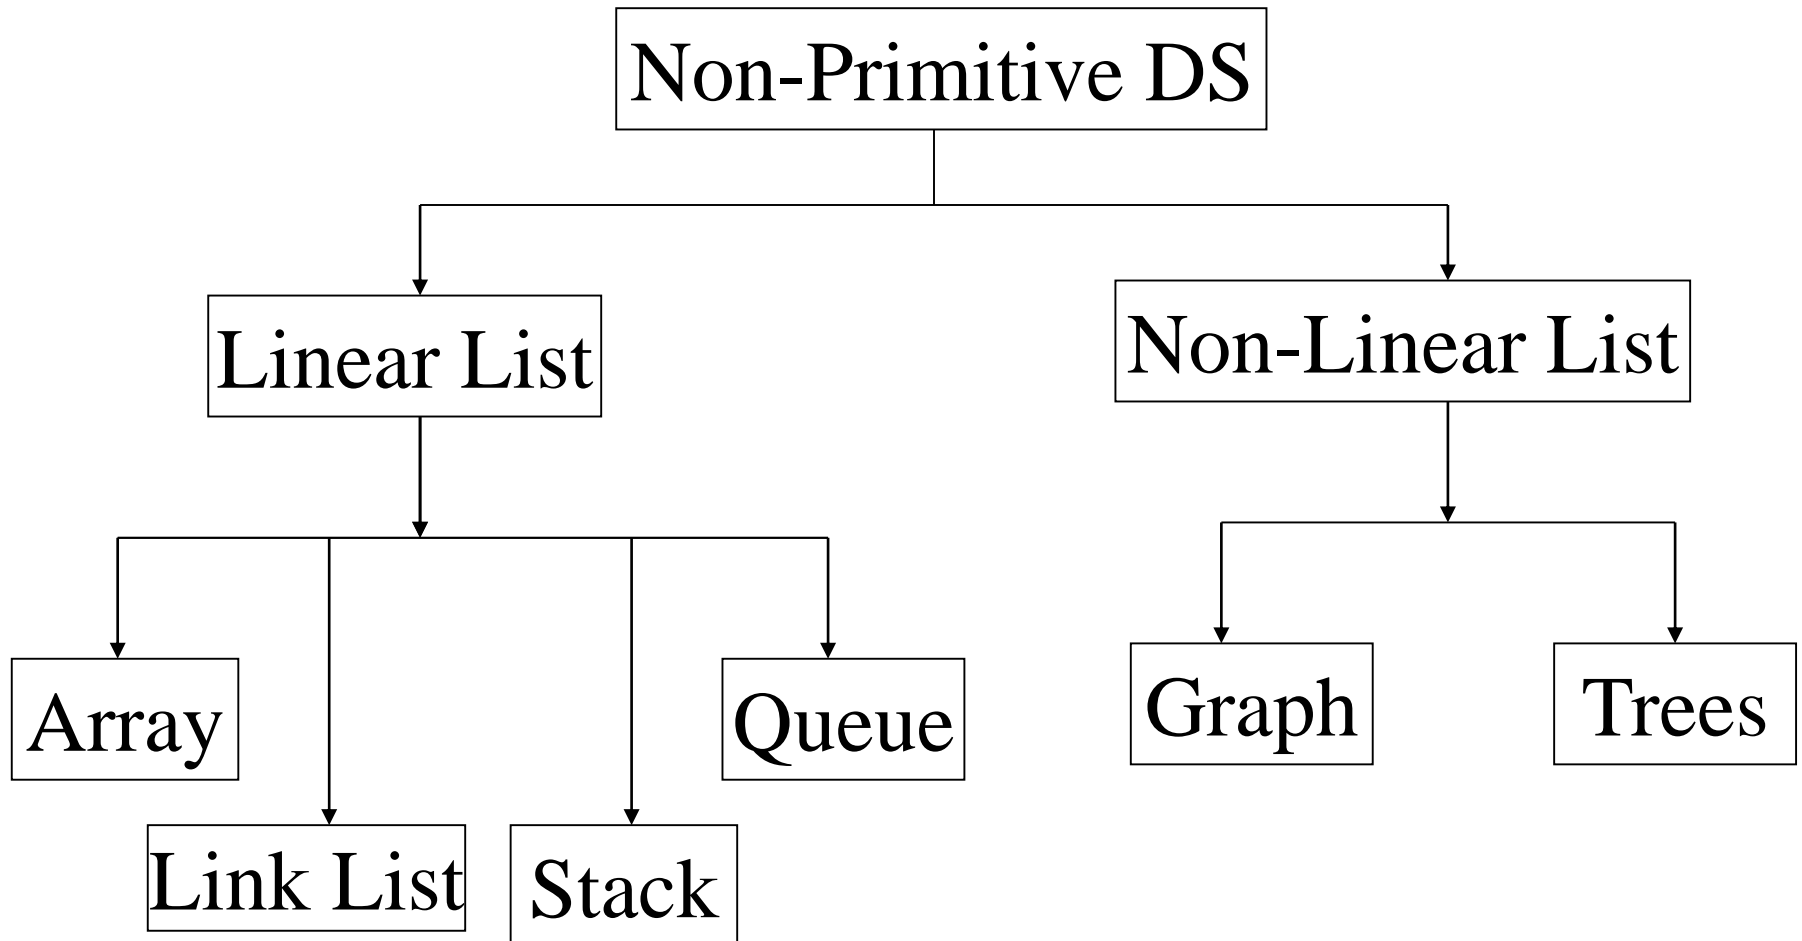 Non-Primitive DS
Linear List
Non-Linear List
Array
Queue
Graph
Trees
Link List
Stack